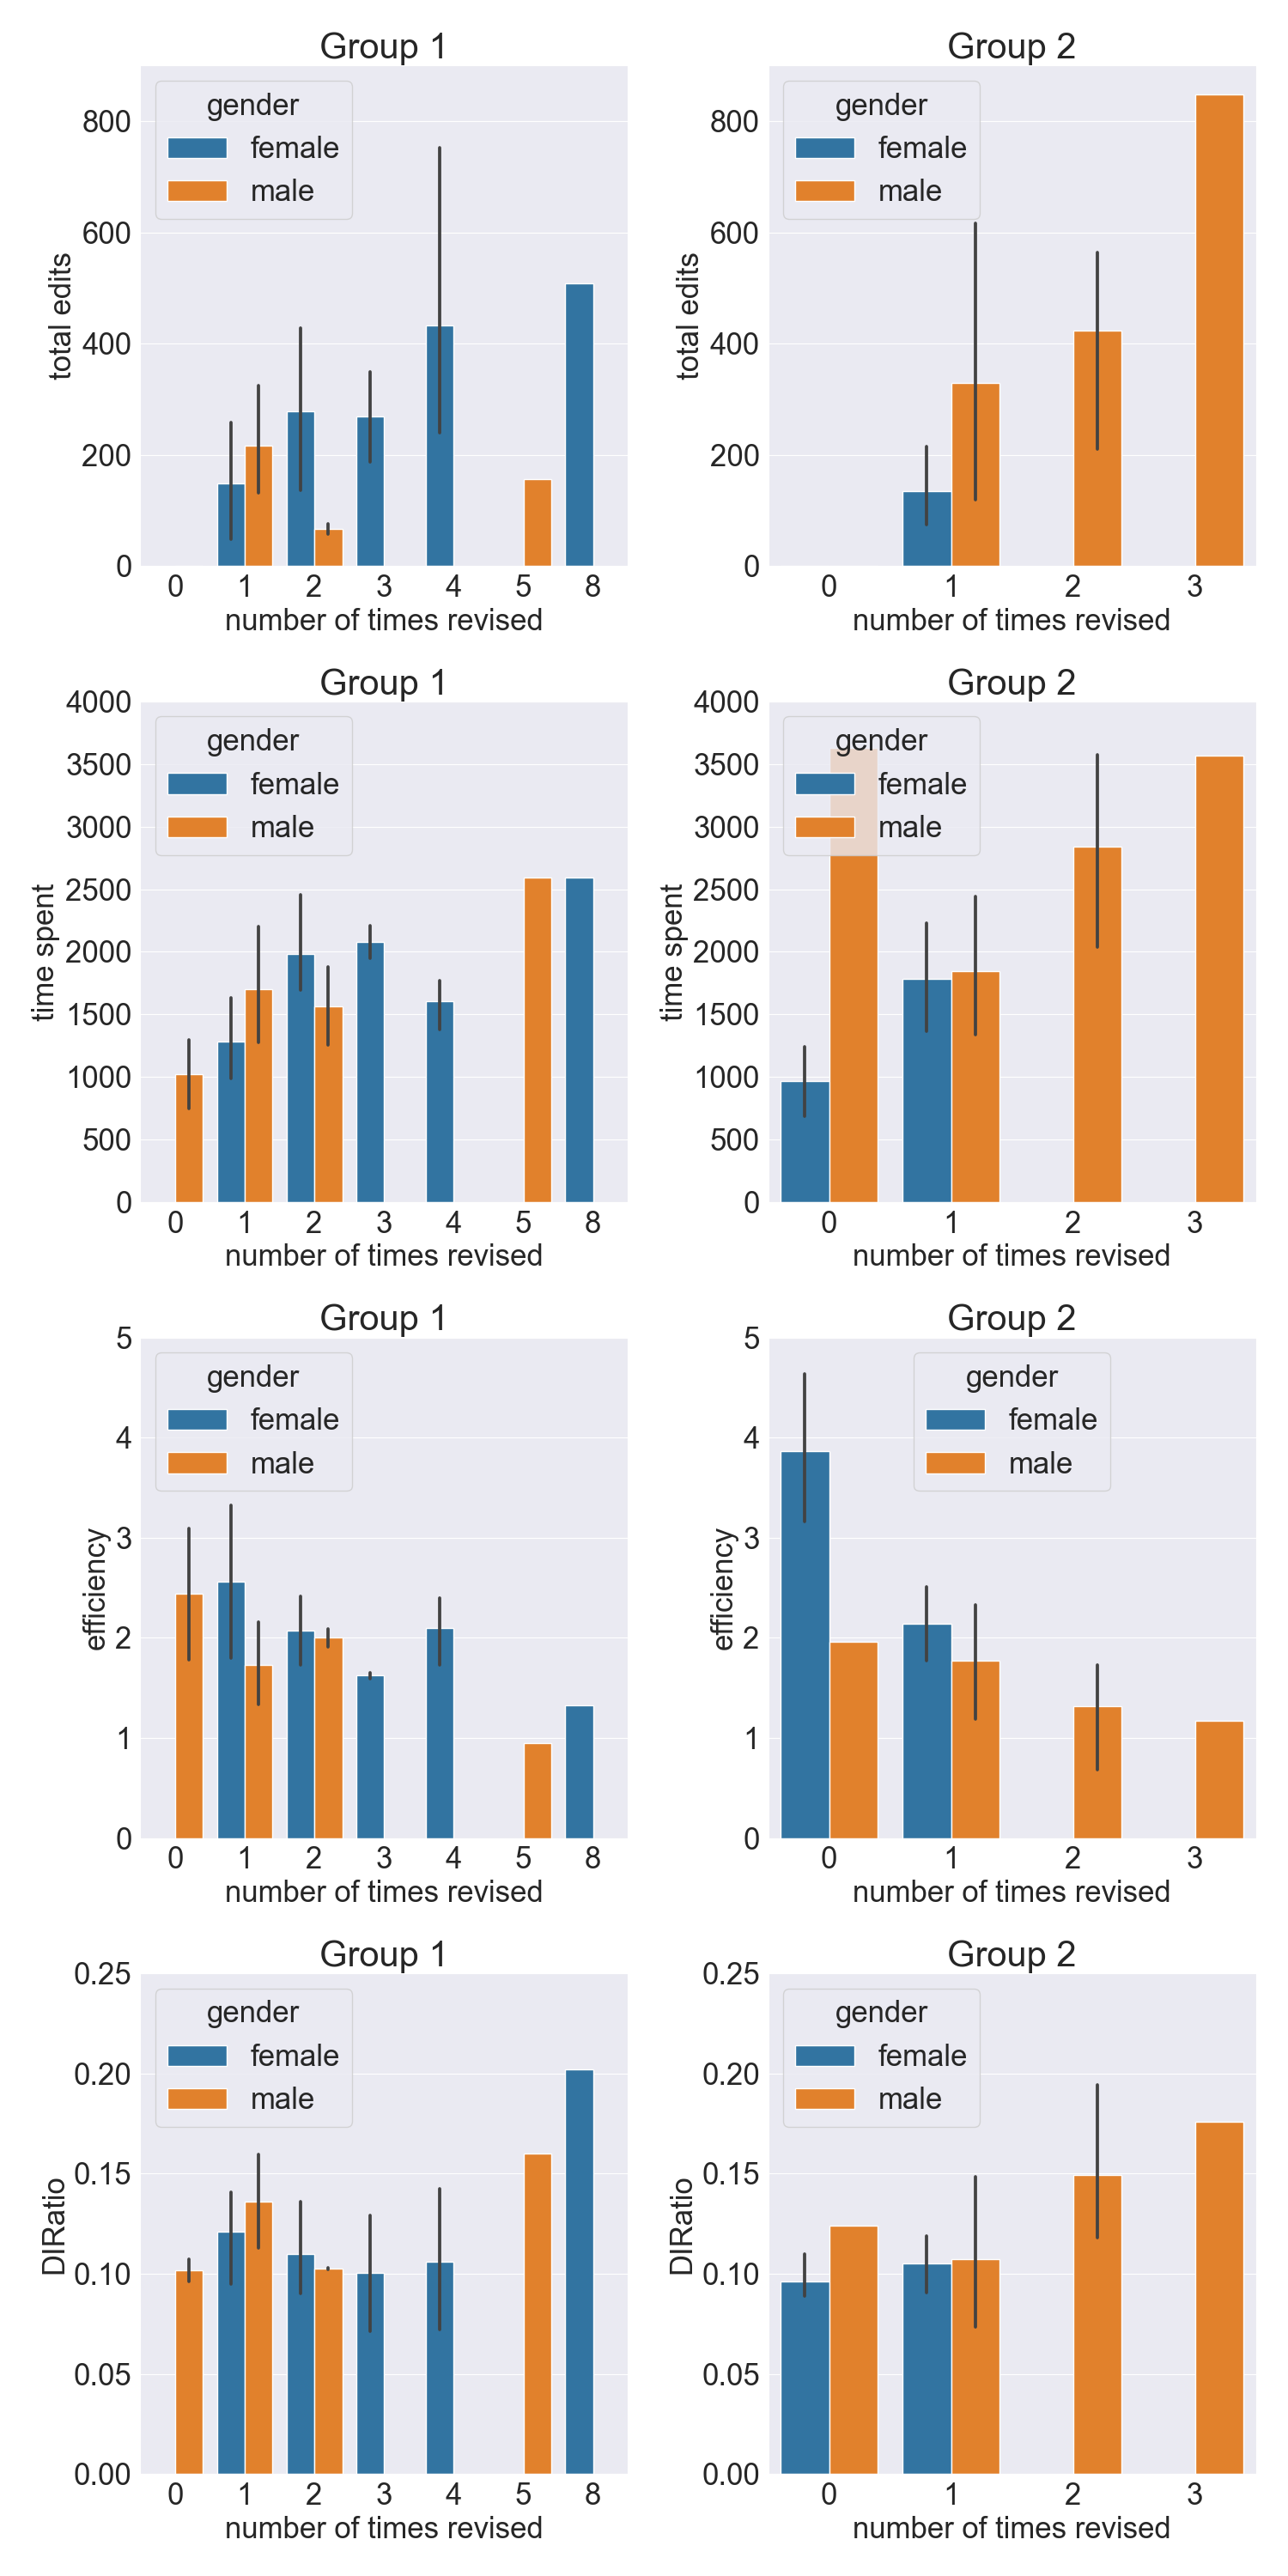 Group 1
gender
female
male
800
600
400
200
0
total edits
0 1 2 3 4 5 8
number of times revised
Group 2
gender
female
male
800
600
400
200
0
total edits
0 1 2 3
number of times revised
Group 1
gender
female
male
4000
3500
3000
2500
2000
1500
1000
500
0
time spent
0 1 2 3 4 5 8
number of times revised
Group 2
gender
female
male
4000
3500
3000
2500
2000
1500
1000
500
0
time spent
0 1 2 3
number of times revised
Group 1
gender
female
male
5
4
3
2
1
0
efficiency
0 1 2 3 4 5 8
number of times revised
Group 2
gender
female
male
5
4
3
2
1
0
efficiency
0 1 2 3
number of times revised
Group 1
gender
female
male
0.25
0.20
0.15
0.10
0.05
0.00
DIRatio
0 1 2 3 4 5 8
number of times revised
Group 2
gender
female
male
0.25
0.20
0.15
0.10
0.05
0.00
DIRatio
0 1 2 3
number of times revised